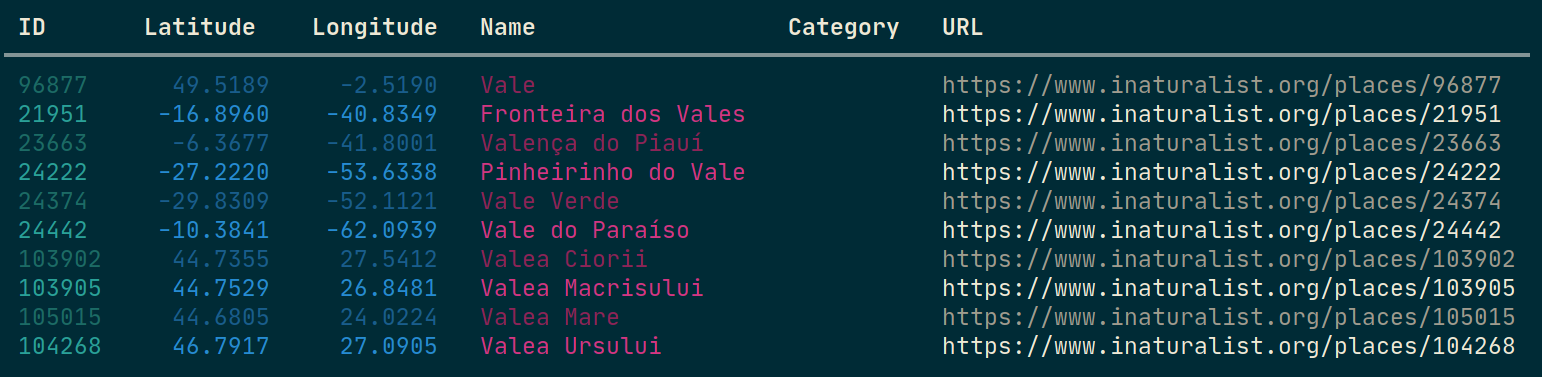 ID Latitude Longitude Name Category URL
96877 49.5189 -2.5190 Vale https://www.inaturalist.org/places/96877
21951 -16.8960 -40.8349 Fronteira dos Vales https://www.inaturalist.org/places/21951
23663 -6.3677 -41.8001 Valença do Piauí https://www.inaturalist.org/places/23663
24222 -27.2220 -53.6338 Pinheirinho do Vale https://www.inaturalist.org/places/24222
24374 -29.8309 -52.1121 Vale Verde https://www.inaturalist.org/places/24374
24442 -10.3841 -62.0939 Vale do Paraíso https://www.inaturalist.org/places/24442
103902 44.7355 27.5412 Valea Ciorii https://www.inaturalist.org/places/103902
103905 44.7529 26.8481 Valea Macrisului https://www.inaturalist.org/places/103905
105015 44.6805 24.0224 Valea Mare https://www.inaturalist.org/places/105015
104268 46.7917 27.0905 Valea Ursului https://www.inaturalist.org/places/104268